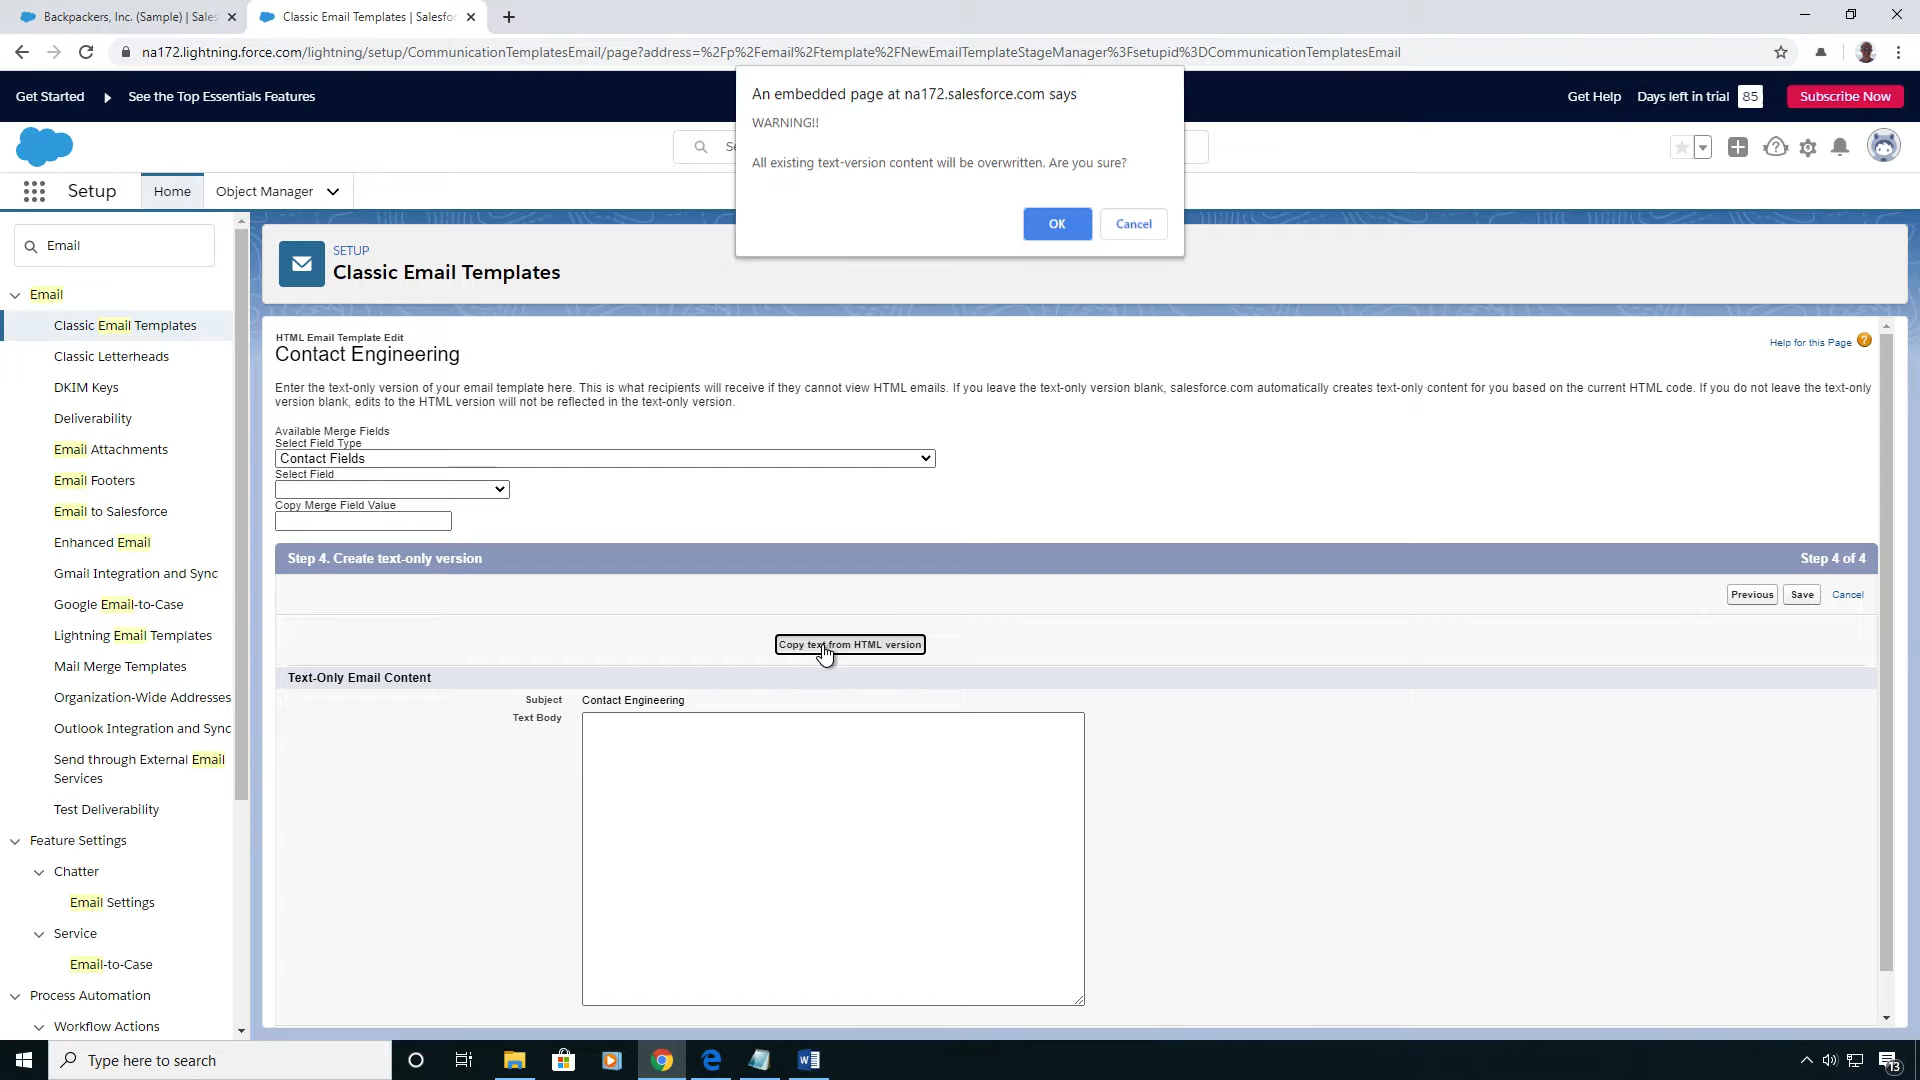 Backpackers, Inc. (Sample) | Sales
Classic Email Templates | Salesfor
na172.lightning.force.com/lightning/setup/CommunicationTemplatesEmail/page?address=%2Fp%2Femail%2Ftemplate%2FNewEmailTemplateStageManager%3Fsetupid%3DCommunicationTemplatesEmail
Get Started
See the Top Essentials Features
Get Help
Days left in trial
85
Subscribe Now
An embedded page at na172.salesforce.com says
WARNING!!
All existing text-version content will be overwritten. Are you sure?
OK
Cancel
Setup
Home
Object Manager
Email
SETUP
Classic Email Templates
Email
Classic Email Templates
Classic Letterheads
DKIM Keys
Deliverability
Email Attachments
Email Footers
Email to Salesforce
Enhanced Email
Gmail Integration and Sync
Google Email-to-Case
Lightning Email Templates
Mail Merge Templates
Organization-Wide Addresses
Outlook Integration and Sync
Send through External Email
Services
Test Deliverability
Feature Settings
Chatter
Email Settings
Service
Email-to-Case
Process Automation
Workflow Actions
HTML Email Template Edit
Contact Engineering
Help for this Page
Enter the text-only version of your email template here. This is what recipients will receive if they cannot view HTML emails. If you leave the text-only version blank, salesforce.com automatically creates text-only content for you based on the current HTML code. If you do not leave the text-only
version blank, edits to the HTML version will not be reflected in the text-only version.
Available Merge Fields
Select Field Type
Contact Fields
Select Field
Copy Merge Field Value
Step 4. Create text-only version
Step 4 of 4
Previous
Save
Cancel
Copy text from HTML version
Text-Only Email Content
Subject
Contact Engineering
Text Body
Type here to search
13